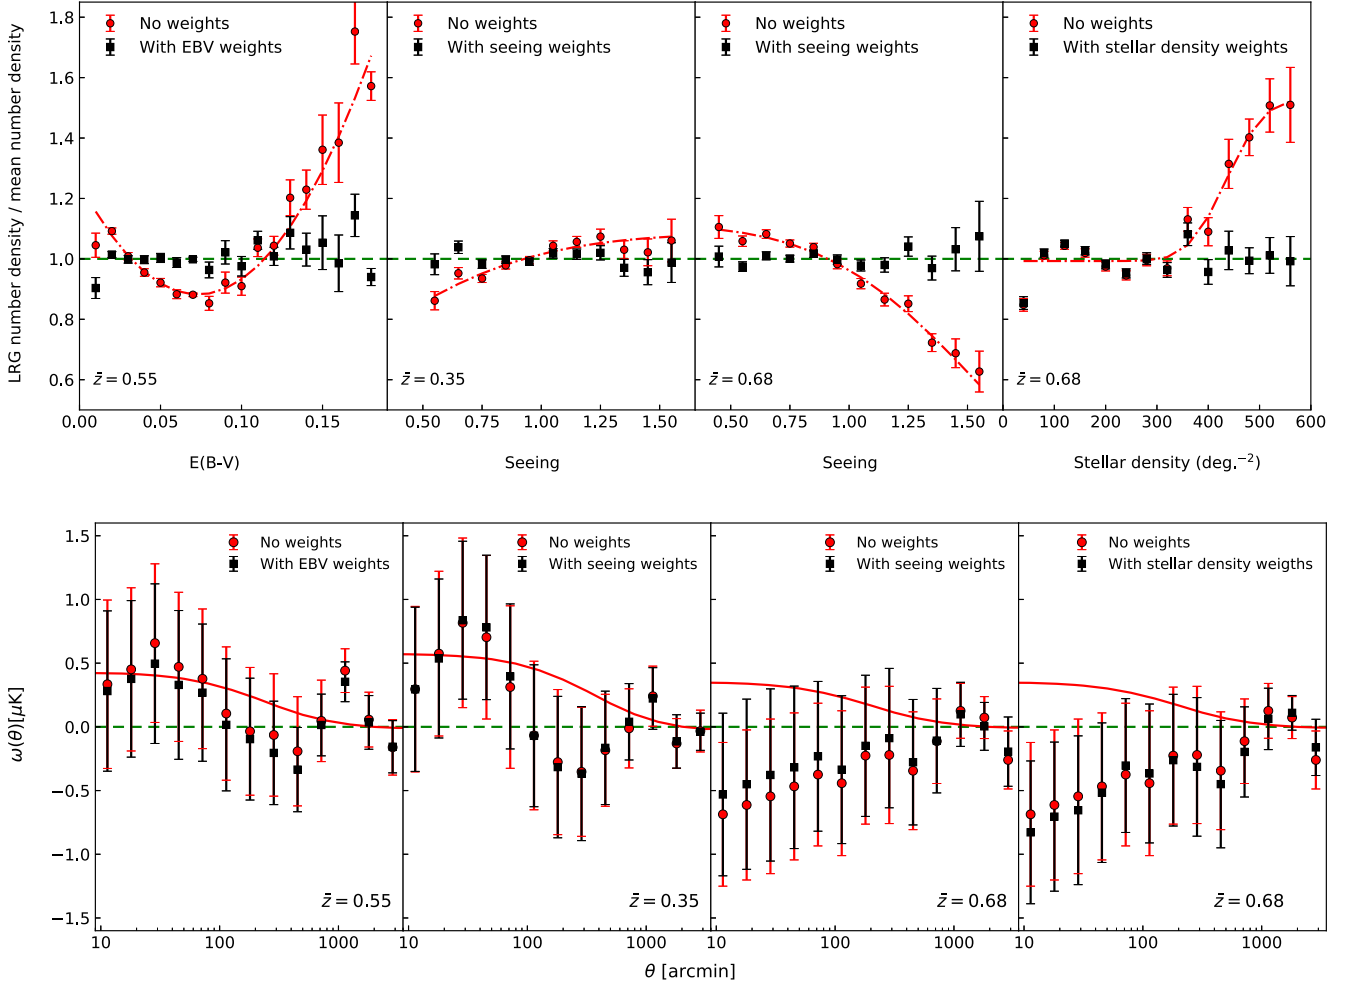 LRG number density / mean number density
1.8
1.6
1.4
1.2
1.0
0.8
0.6
No weights
With EBV weights
z̄ = 0.55
No weights
With seeing weights
z̄ = 0.35
No weights
With seeing weights
z̄ = 0.68
No weights
With stellar density weights
z̄ = 0.68
0.00 0.05 0.10 0.15
0.50 0.75 1.00 1.25 1.50
0.50 0.75 1.00 1.25 1.50
0 100 200 300 400 500 600
E(B-V)
Seeing
Seeing
Stellar density (deg.⁻²)
ω(θ)[μK]
1.5
1.0
0.5
0.0
−0.5
−1.0
−1.5
No weights
With EBV weights
z̄ = 0.55
No weights
With seeing weights
z̄ = 0.35
No weights
With seeing weights
z̄ = 0.68
No weights
With stellar density weigths
z̄ = 0.68
10 100 1000
10 100 1000
10 100 1000
10 100 1000
θ [arcmin]